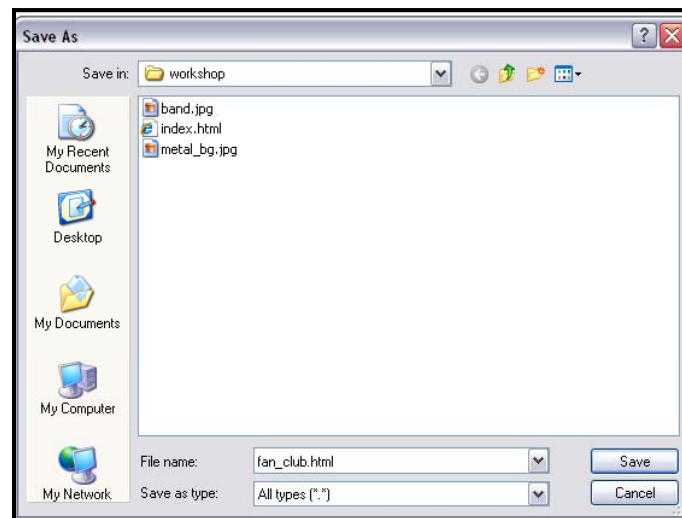 Save As
Save in: workshop
band.jpg
index.html
metal_bg.jpg
My Recent
Documents
Desktop
My Documents
My Computer
My Network
File name: fan_club.html Save
Save as type: All types (*.*) Cancel